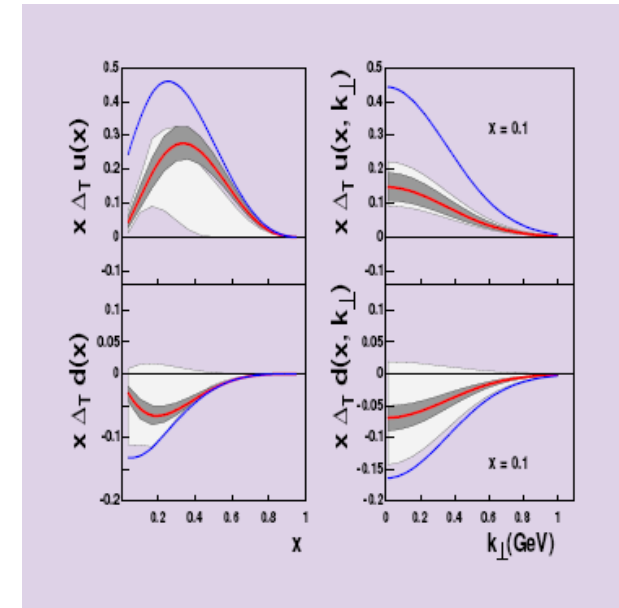 x Δ_T u(x)
0.5
0.4
0.3
0.2
0.1
0
-0.1
x Δ_T u(x, k_⊥)
0.5
0.4
0.3
0.2
0.1
0
-0.1
x = 0.1
x Δ_T d(x)
0.1
0.05
0
-0.05
-0.1
-0.2
0.2 0.4 0.6 0.8 1
x
x Δ_T d(x, k_⊥)
0.1
0.05
0
-0.05
-0.1
-0.15
-0.2
x = 0.1
0 0.2 0.4 0.6 0.8 1
k_⊥(GeV)